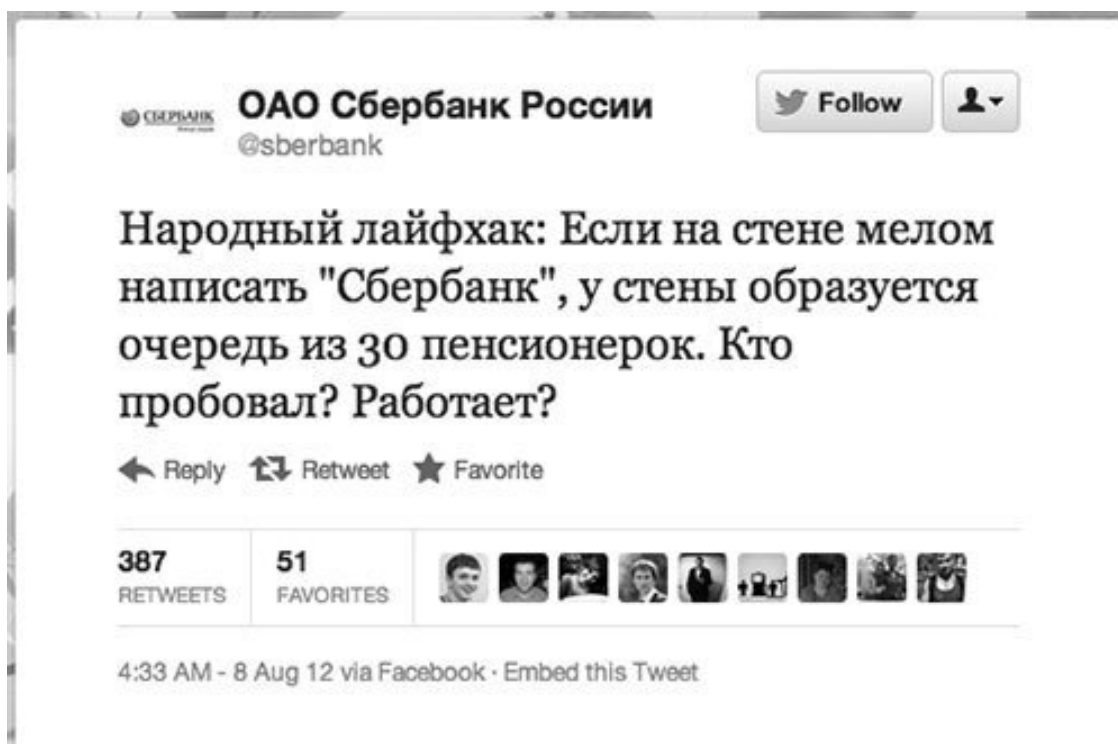 СБЕРБАНК
ОАО Сбербанк России
@sberbank
Follow
Народный лайфхак: Если на стене мелом
написать "Сбербанк", у стены образуется
очередь из 30 пенсионерок. Кто
пробовал? Работает?
Reply Retweet Favorite
387
RETWEETS
51
FAVORITES
4:33 AM - 8 Aug 12 via Facebook · Embed this Tweet